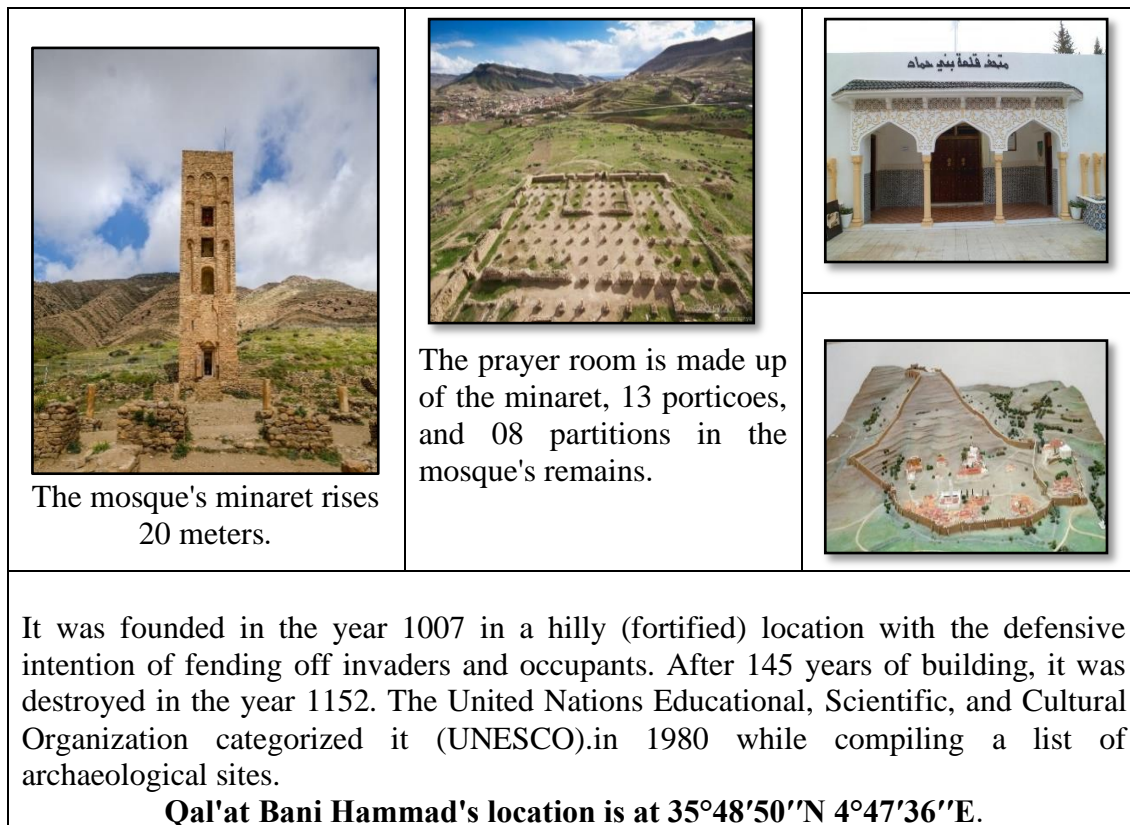 The mosque's minaret rises
20 meters.
The prayer room is made up
of the minaret, 13 porticoes,
and 08 partitions in the
mosque's remains.
متحف قلعة بني حماد
It was founded in the year 1007 in a hilly (fortified) location with the defensive
intention of fending off invaders and occupants. After 145 years of building, it was
destroyed in the year 1152. The United Nations Educational, Scientific, and Cultural
Organization categorized it (UNESCO).in 1980 while compiling a list of
archaeological sites.
Qal'at Bani Hammad's location is at 35°48′50′′N 4°47′36′′E.